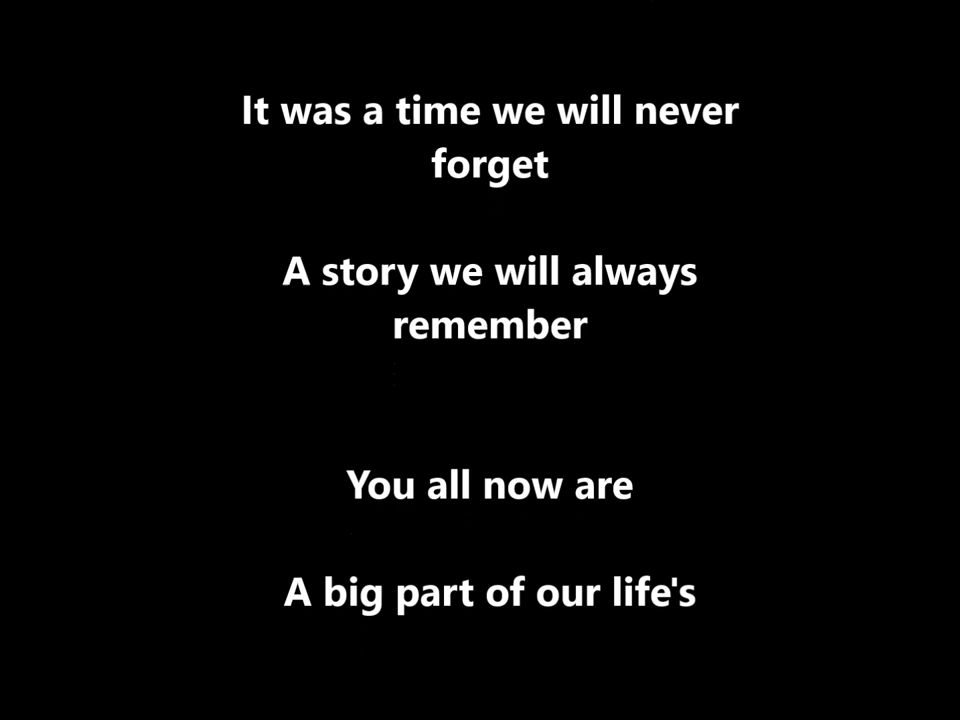 It was a time we will never
forget
A story we will always
remember
You all now are
A big part of our life's